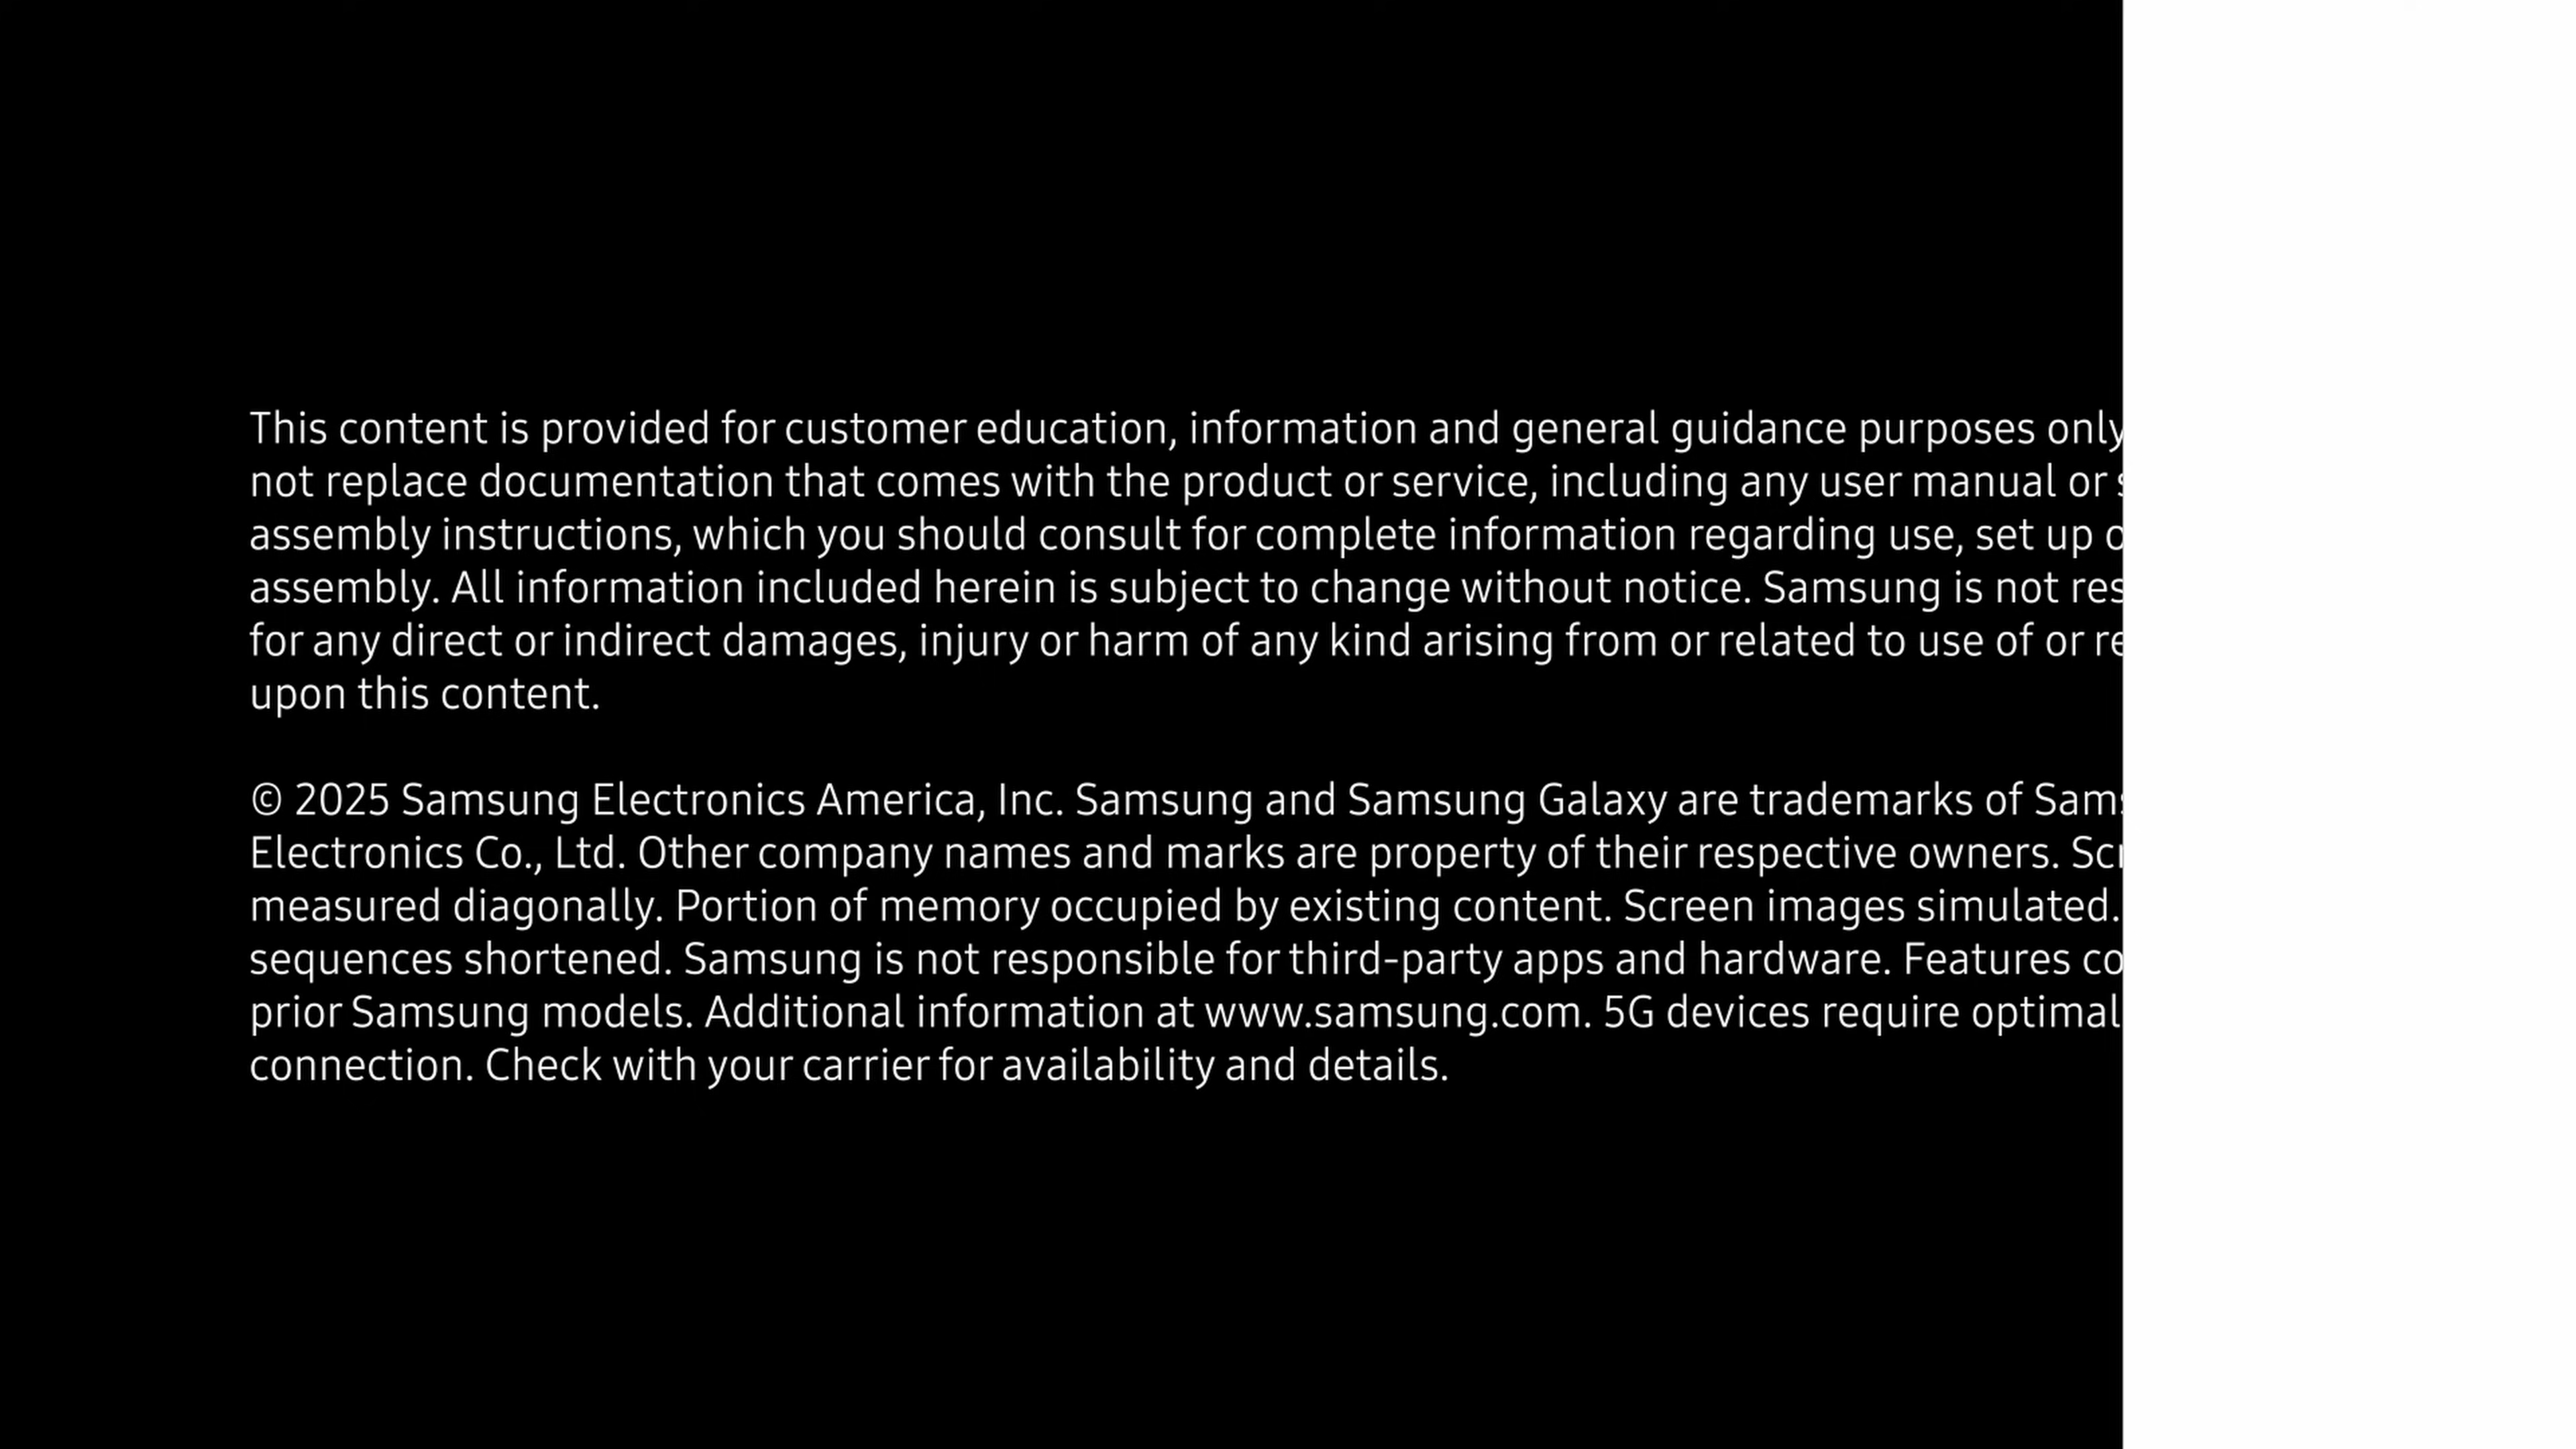 This content is provided for customer education, information and general guidance purposes only
not replace documentation that comes with the product or service, including any user manual or
assembly instructions, which you should consult for complete information regarding use, set up
assembly. All information included herein is subject to change without notice. Samsung is not
for any direct or indirect damages, injury or harm of any kind arising from or related to use of or
upon this content.
© 2025 Samsung Electronics America, Inc. Samsung and Samsung Galaxy are trademarks of
Electronics Co., Ltd. Other company names and marks are property of their respective owners.
measured diagonally. Portion of memory occupied by existing content. Screen images simulated.
sequences shortened. Samsung is not responsible for third-party apps and hardware. Features
prior Samsung models. Additional information at www.samsung.com. 5G devices require optimal
connection. Check with your carrier for availability and details.